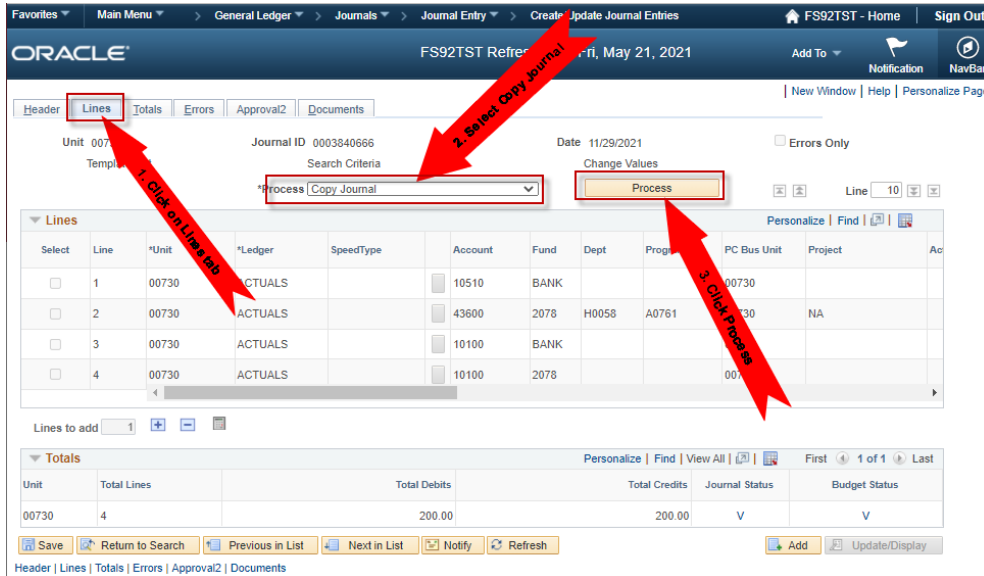 Favorites Main Menu > General Ledger > Journals > Journal Entry > Create/Update Journal Entries FS92TST - Home Sign Out
ORACLE FS92TST Fri, May 21, 2021 Add To Notification NavBar
New Window | Help | Personalize Page
Header Lines Totals Errors Approval2 Documents
Unit Journal ID 0003840666 Date 11/29/2021 Errors Only
Search Criteria Change Values
*Process Copy Journal Process Line 10
Lines Personalize | Find |
Select Line *Unit *Ledger SpeedType Account Fund Dept PC Bus Unit Project
1 00730 ACTUALS 10510 BANK 00730
2 00730 ACTUALS 43600 2078 H0058 A0761 NA
3 00730 ACTUALS 10100 BANK
4 00730 ACTUALS 10100 2078
Lines to add 1
Totals Personalize | Find | View All | First 1 of 1 Last
Unit Total Lines Total Debits Total Credits Journal Status Budget Status
00730 4 200.00 200.00 V V
Save Return to Search Previous in List Next in List Notify Refresh Add Update/Display
Header | Lines | Totals | Errors | Approval2 | Documents
1. Click on Lines tab
2. Select Copy Journal
3. Click Process